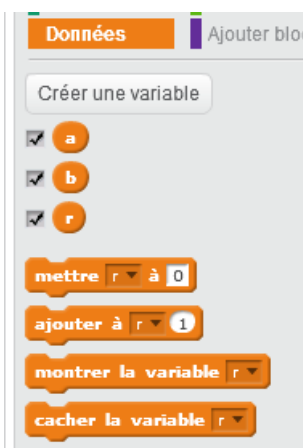 Données Ajouter blo
Créer une variable
a
b
r
mettre r à 0
ajouter à r 1
montrer la variable r
cacher la variable r